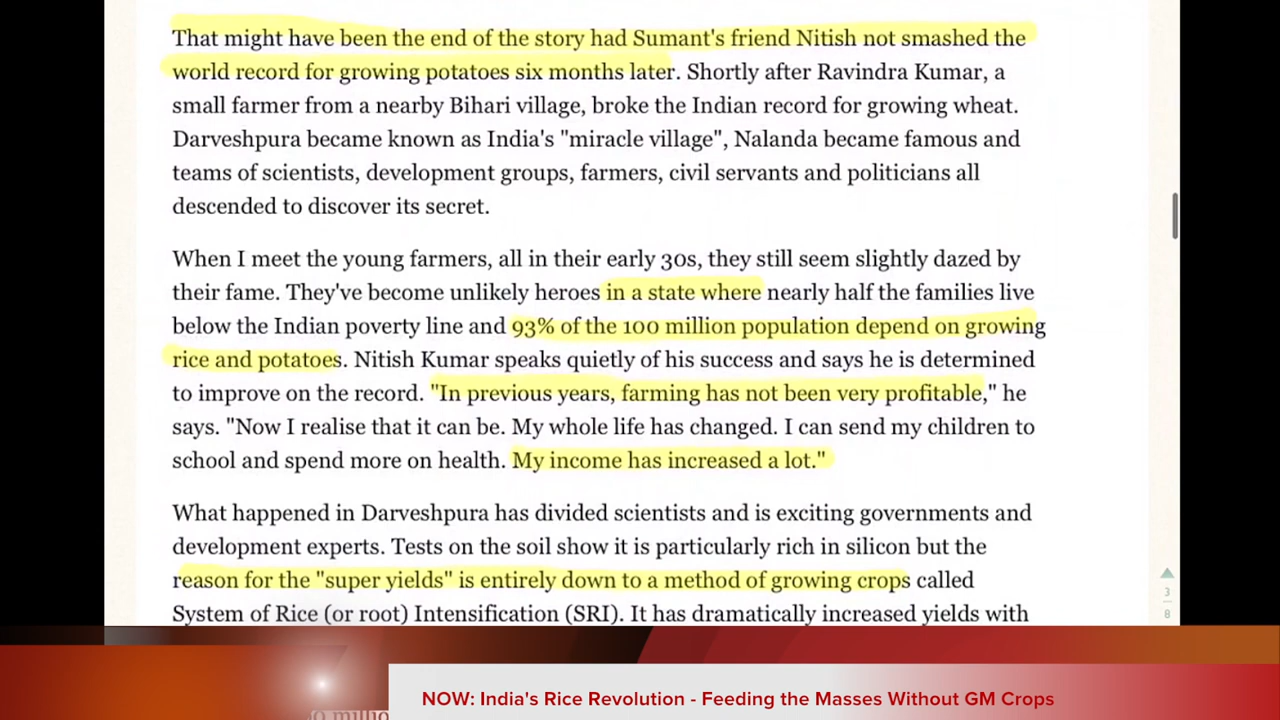 That might have been the end of the story had Sumant's friend Nitish not smashed the
world record for growing potatoes six months later. Shortly after Ravindra Kumar, a
small farmer from a nearby Bihari village, broke the Indian record for growing wheat.
Darveshpura became known as India's "miracle village", Nalanda became famous and
teams of scientists, development groups, farmers, civil servants and politicians all
descended to discover its secret.
When I meet the young farmers, all in their early 30s, they still seem slightly dazed by
their fame. They've become unlikely heroes in a state where nearly half the families live
below the Indian poverty line and 93% of the 100 million population depend on growing
rice and potatoes. Nitish Kumar speaks quietly of his success and says he is determined
to improve on the record. "In previous years, farming has not been very profitable," he
says. "Now I realise that it can be. My whole life has changed. I can send my children to
school and spend more on health. My income has increased a lot."
What happened in Darveshpura has divided scientists and is exciting governments and
development experts. Tests on the soil show it is particularly rich in silicon but the
reason for the "super yields" is entirely down to a method of growing crops called
System of Rice (or root) Intensification (SRI). It has dramatically increased yields with
3
8
NOW: India's Rice Revolution - Feeding the Masses Without GM Crops